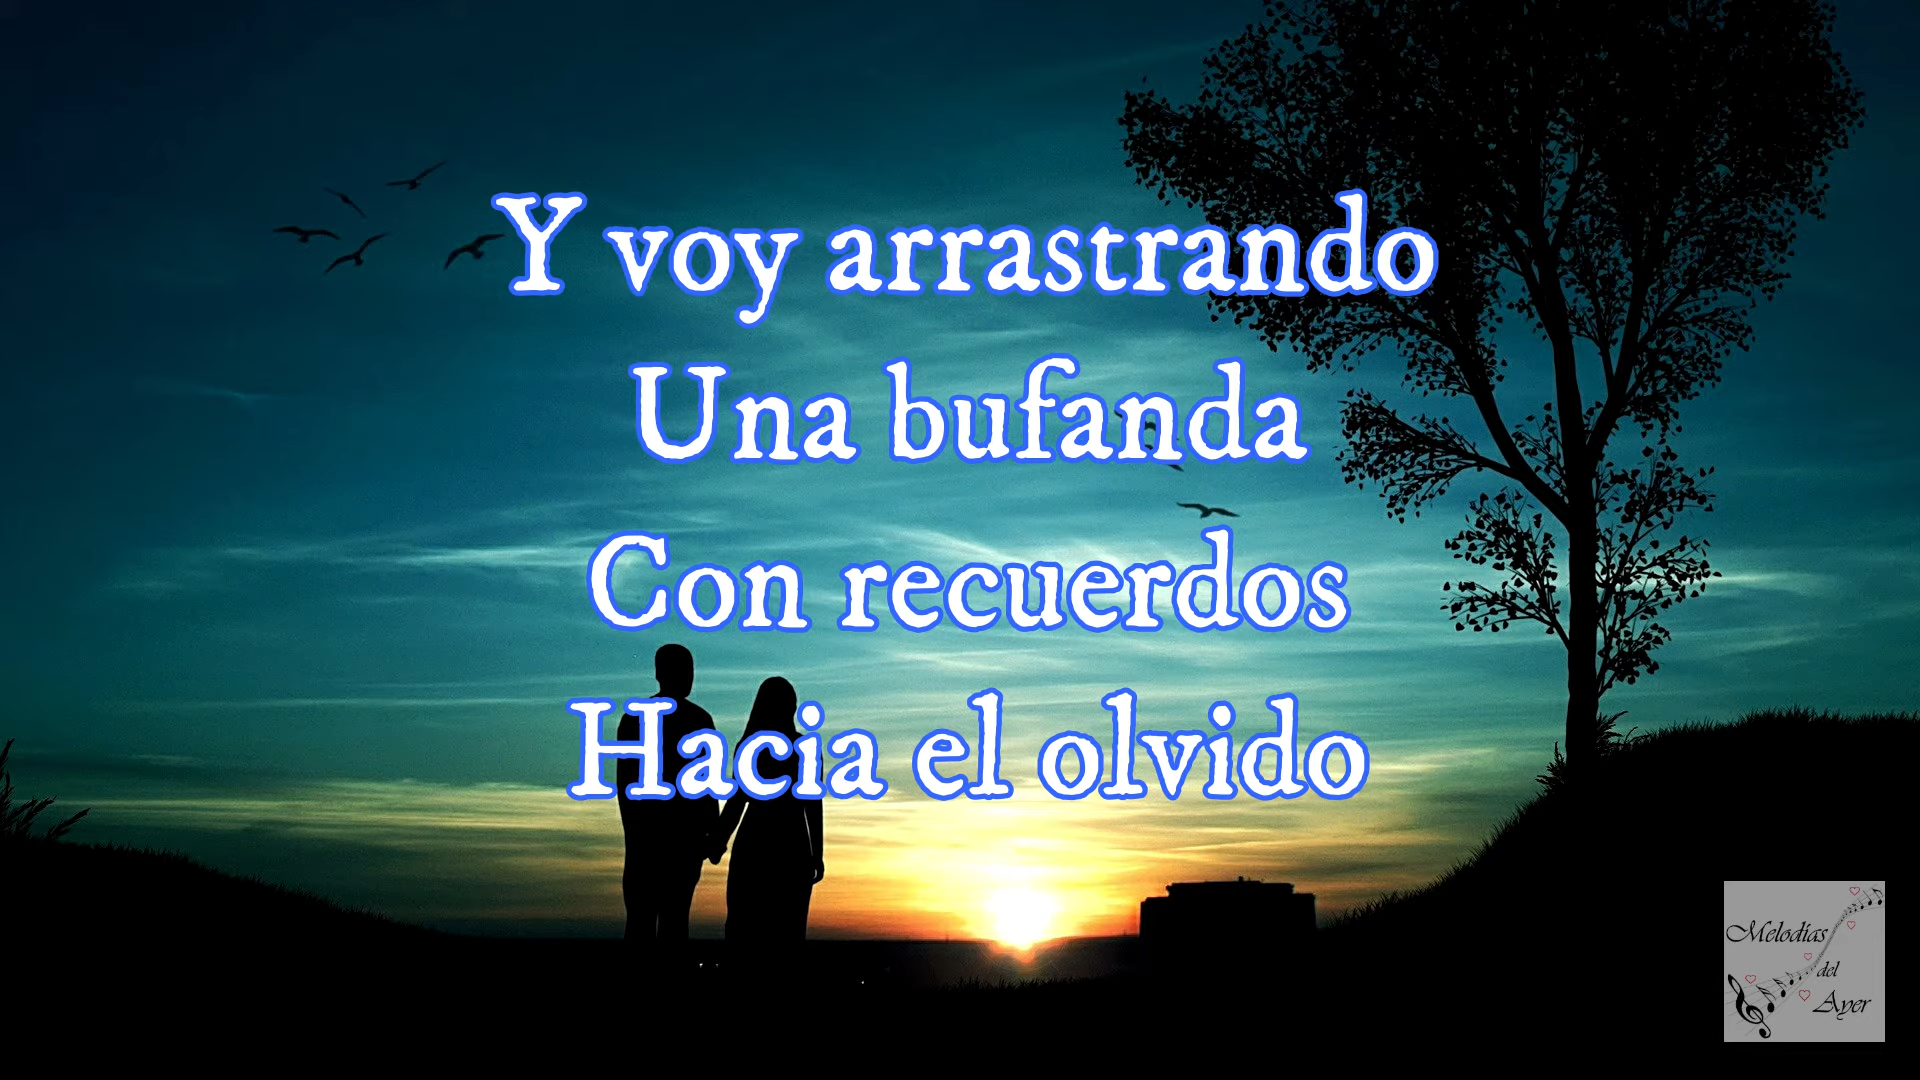 Y voy arrastrando
Una bufanda
Con recuerdos
Hacia el olvido
Melodías
del
Ayer